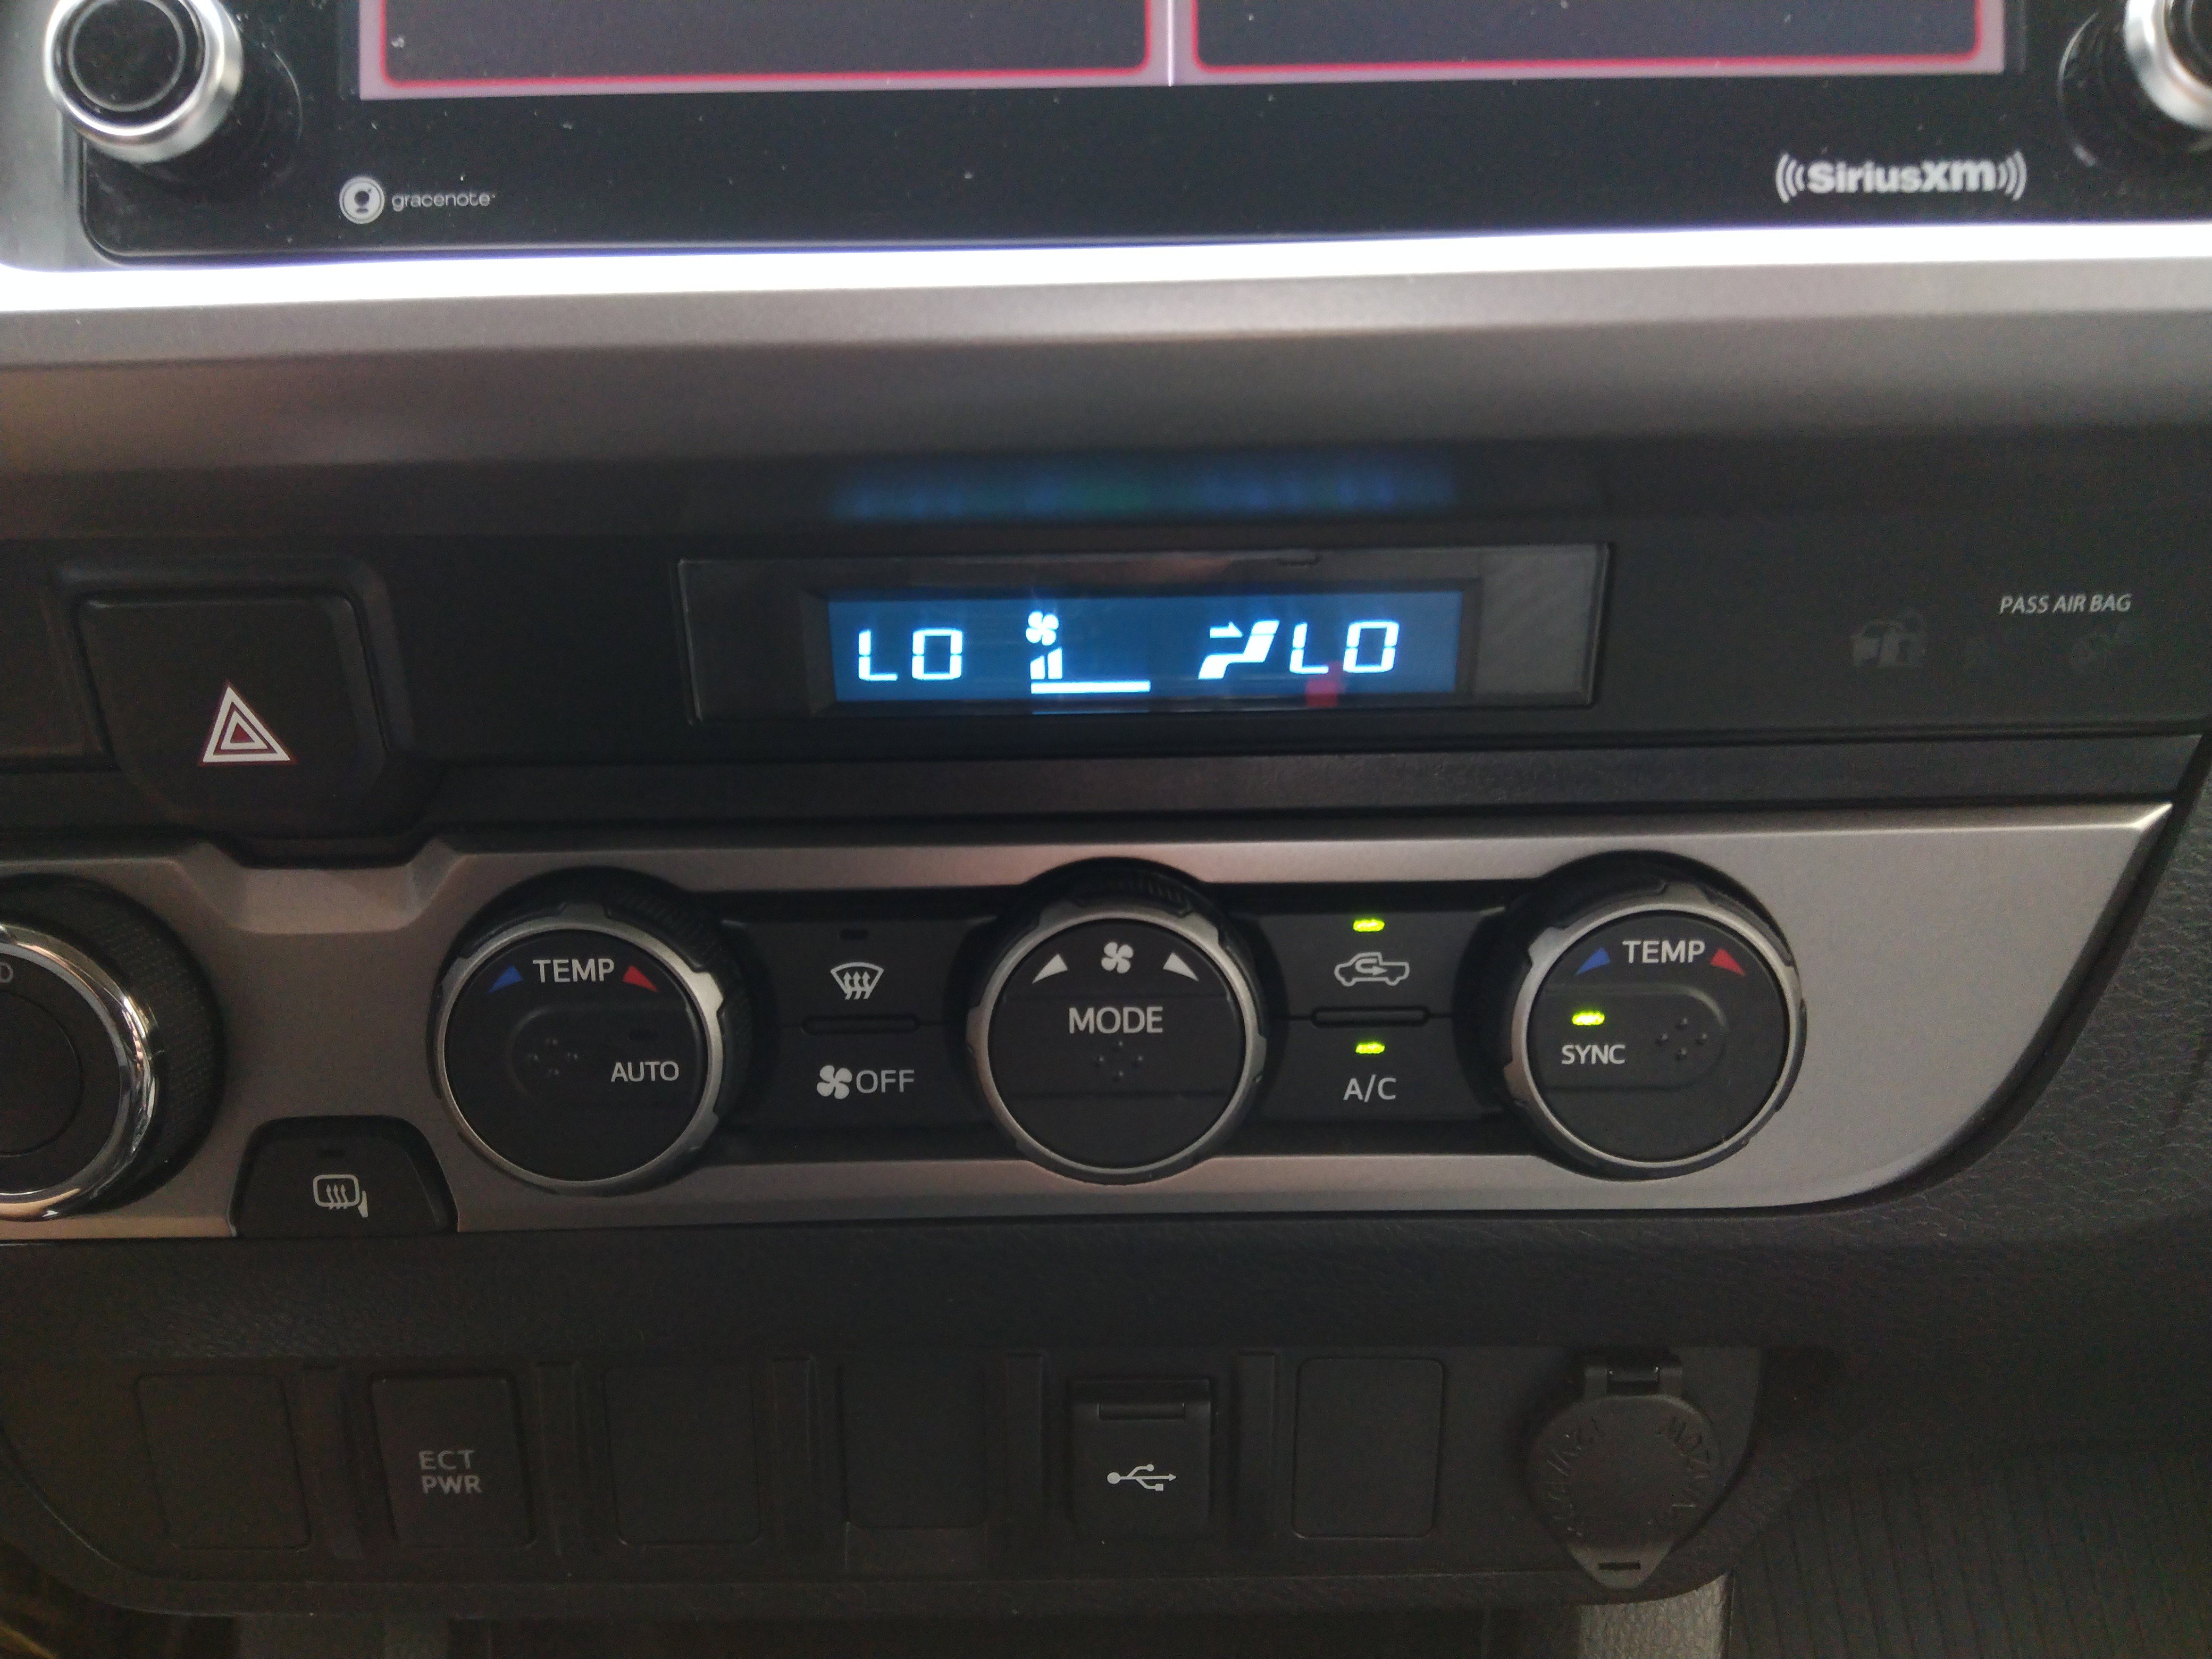 gracenote
SiriusXM
PASS AIR BAG
LO LO
TEMP
AUTO
OFF
MODE
A/C
TEMP
SYNC
ECT
PWR